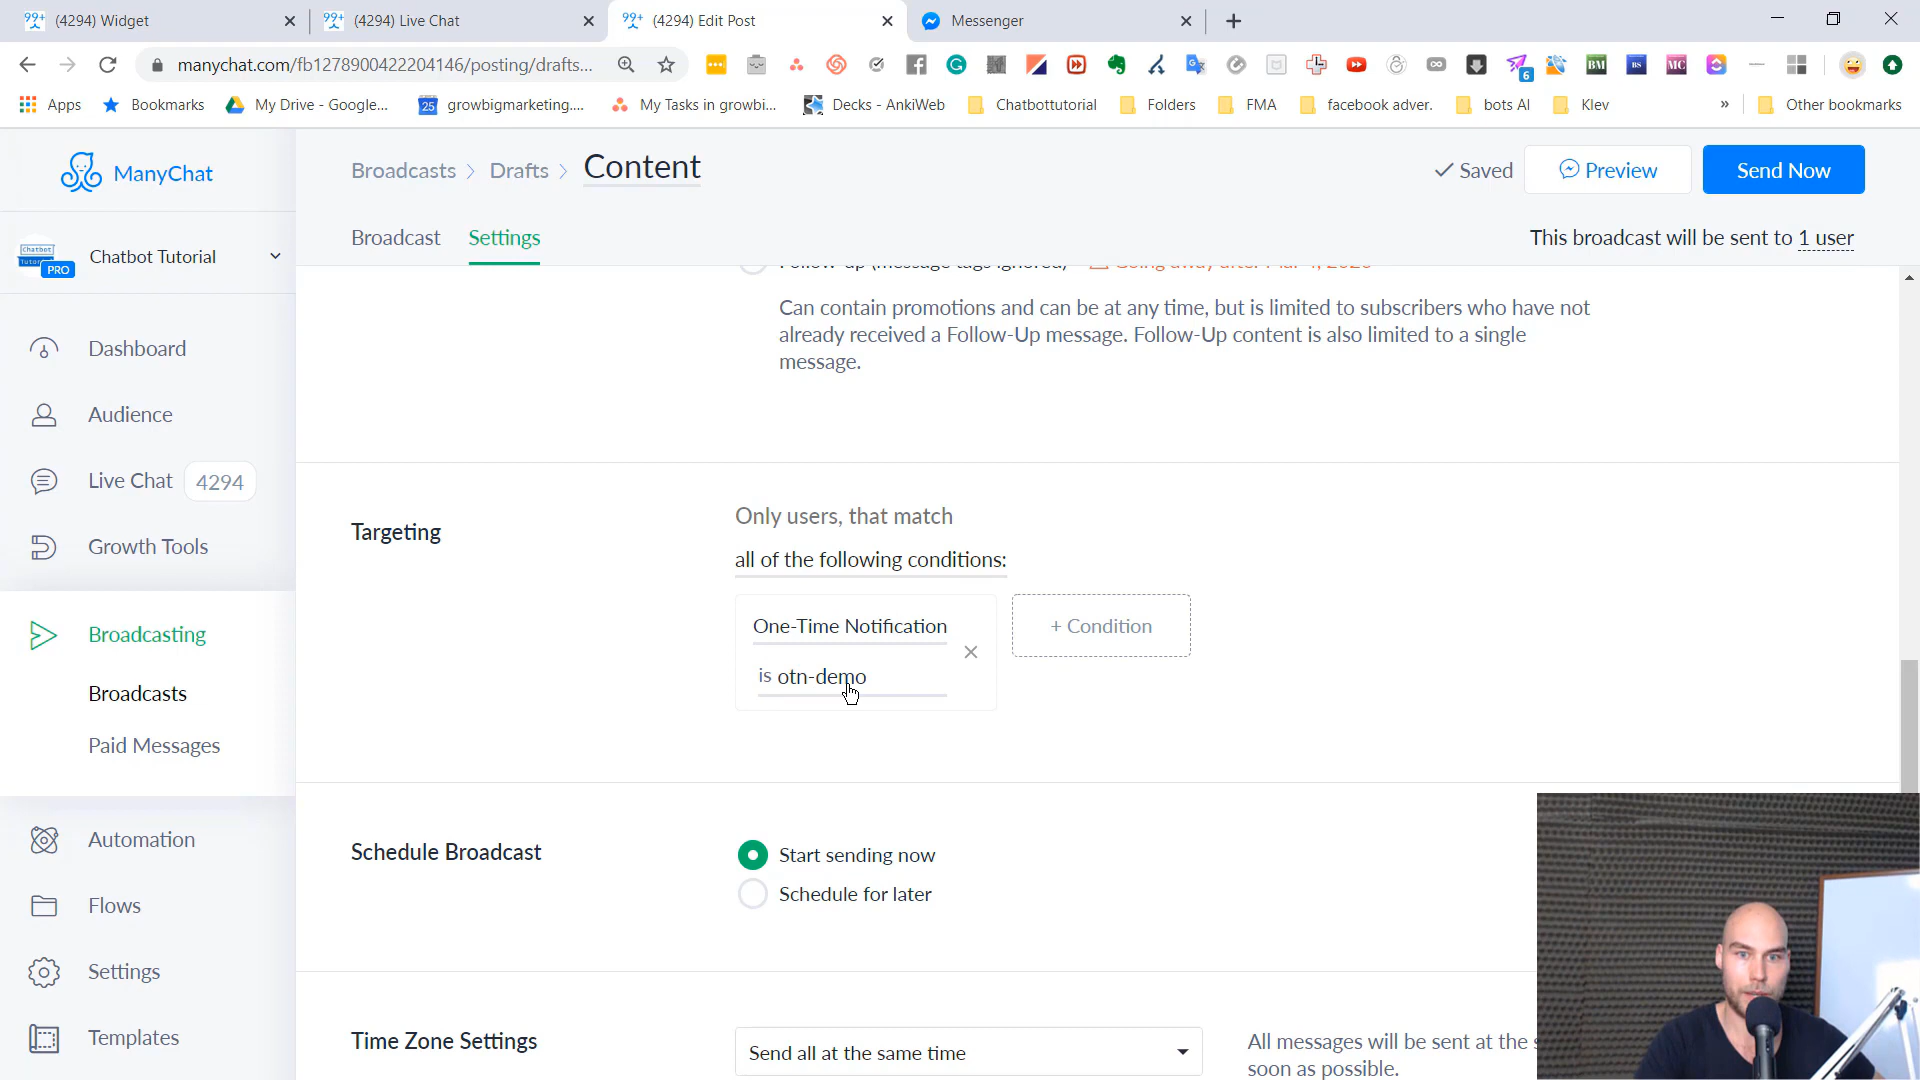 (4294) Widget
(4294) Live Chat
(4294) Edit Post
Messenger
manychat.com/fb1278900422204146/posting/drafts...
Apps
Bookmarks
My Drive - Google...
growbigmarketing....
My Tasks in growbi...
Decks - AnkiWeb
Chatbottutorial
Folders
FMA
facebook adver.
bots AI
Klev
»
Other bookmarks
ManyChat
Chatbot Tutorial
PRO
Dashboard
Audience
Live Chat 4294
Growth Tools
Broadcasting
Broadcasts
Paid Messages
Automation
Flows
Settings
Templates
Broadcasts > Drafts > Content
Saved
Preview
Send Now
Broadcast
Settings
This broadcast will be sent to 1 user
Can contain promotions and can be at any time, but is limited to subscribers who have not
already received a Follow-Up message. Follow-Up content is also limited to a single
message.
Targeting
Only users, that match
all of the following conditions:
One-Time Notification
is otn-demo
+ Condition
Schedule Broadcast
Start sending now
Schedule for later
Time Zone Settings
Send all at the same time
All messages will be sent at the
soon as possible.